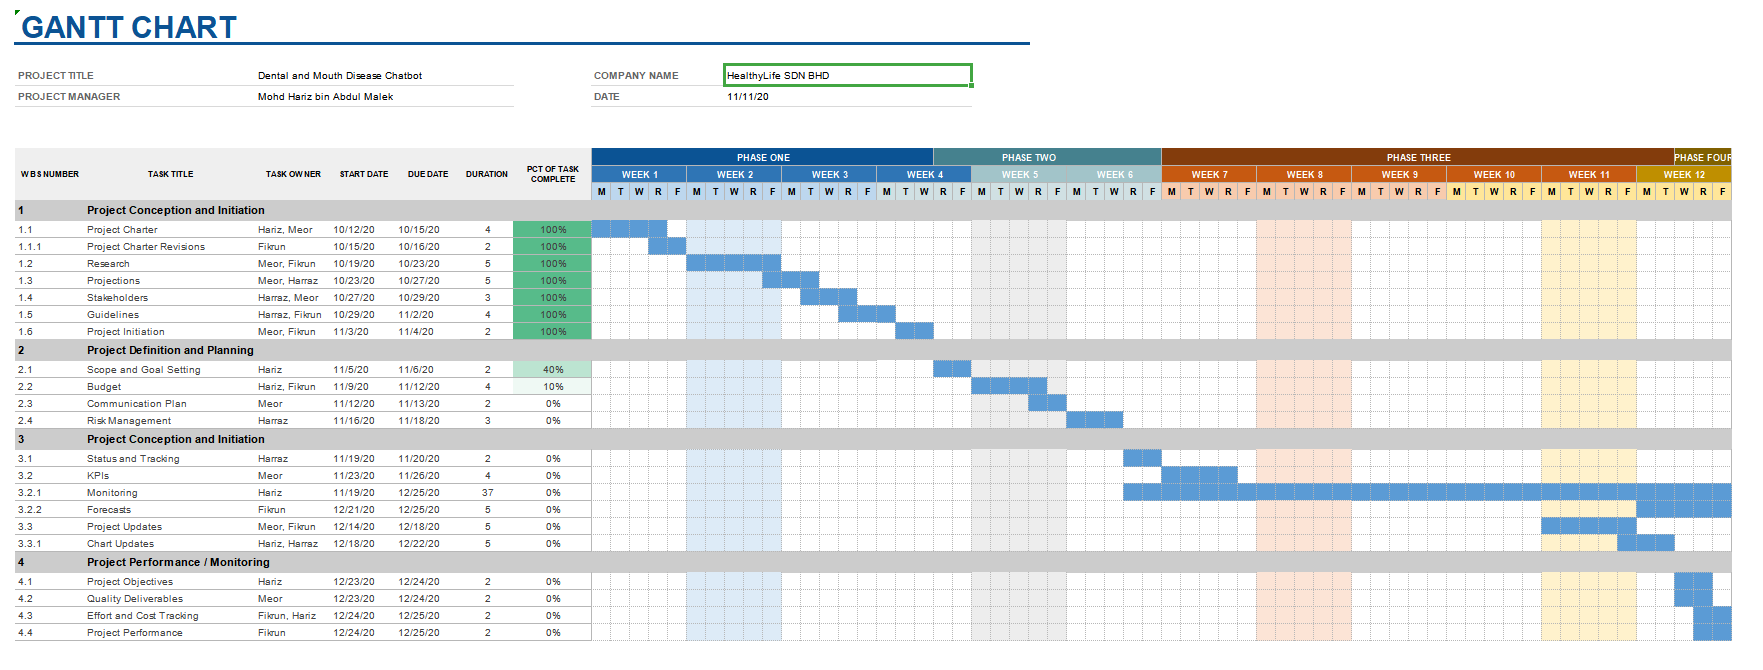 GANTT CHART
PROJECT TITLE Dental and Mouth Disease Chatbot COMPANY NAME HealthyLife SDN BHD
PROJECT MANAGER Mohd Hariz bin Abdul Malek DATE 11/11/20
PHASE ONE PHASE TWO PHASE THREE PHASE FOUR
WBS NUMBER TASK TITLE TASK OWNER START DATE DUE DATE DURATION PCT OF TASK COMPLETE
WEEK 1 WEEK 2 WEEK 3 WEEK 4 WEEK 5 WEEK 6 WEEK 7 WEEK 8 WEEK 9 WEEK 10 WEEK 11 WEEK 12
M T W R F M T W R F M T W R F M T W R F M T W R F M T W R F M T W R F M T W R F M T W R F M T W R F M T W R F M T W R F
1 Project Conception and Initiation
1.1 Project Charter Hariz, Meor 10/12/20 10/15/20 4 100%
1.1.1 Project Charter Revisions Fikrun 10/15/20 10/16/20 2 100%
1.2 Research Meor, Fikrun 10/19/20 10/23/20 5 100%
1.3 Projections Meor, Harraz 10/23/20 10/27/20 5 100%
1.4 Stakeholders Harraz, Meor 10/27/20 10/29/20 3 100%
1.5 Guidelines Harraz, Fikrun 10/29/20 11/2/20 4 100%
1.6 Project Initiation Meor, Fikrun 11/3/20 11/4/20 2 100%
2 Project Definition and Planning
2.1 Scope and Goal Setting Hariz 11/5/20 11/6/20 2 40%
2.2 Budget Hariz, Fikrun 11/9/20 11/12/20 4 10%
2.3 Communication Plan Meor 11/12/20 11/13/20 2 0%
2.4 Risk Management Harraz 11/16/20 11/18/20 3 0%
3 Project Conception and Initiation
3.1 Status and Tracking Harraz 11/19/20 11/20/20 2 0%
3.2 KPIs Meor 11/23/20 11/26/20 4 0%
3.2.1 Monitoring Hariz 11/19/20 12/25/20 37 0%
3.2.2 Forecasts Fikrun 12/21/20 12/25/20 5 0%
3.3 Project Updates Meor, Fikrun 12/14/20 12/18/20 5 0%
3.3.1 Chart Updates Hariz, Harraz 12/18/20 12/22/20 5 0%
4 Project Performance / Monitoring
4.1 Project Objectives Hariz 12/23/20 12/24/20 2 0%
4.2 Quality Deliverables Meor 12/23/20 12/24/20 2 0%
4.3 Effort and Cost Tracking Fikrun, Hariz 12/24/20 12/25/20 2 0%
4.4 Project Performance Fikrun 12/24/20 12/25/20 2 0%